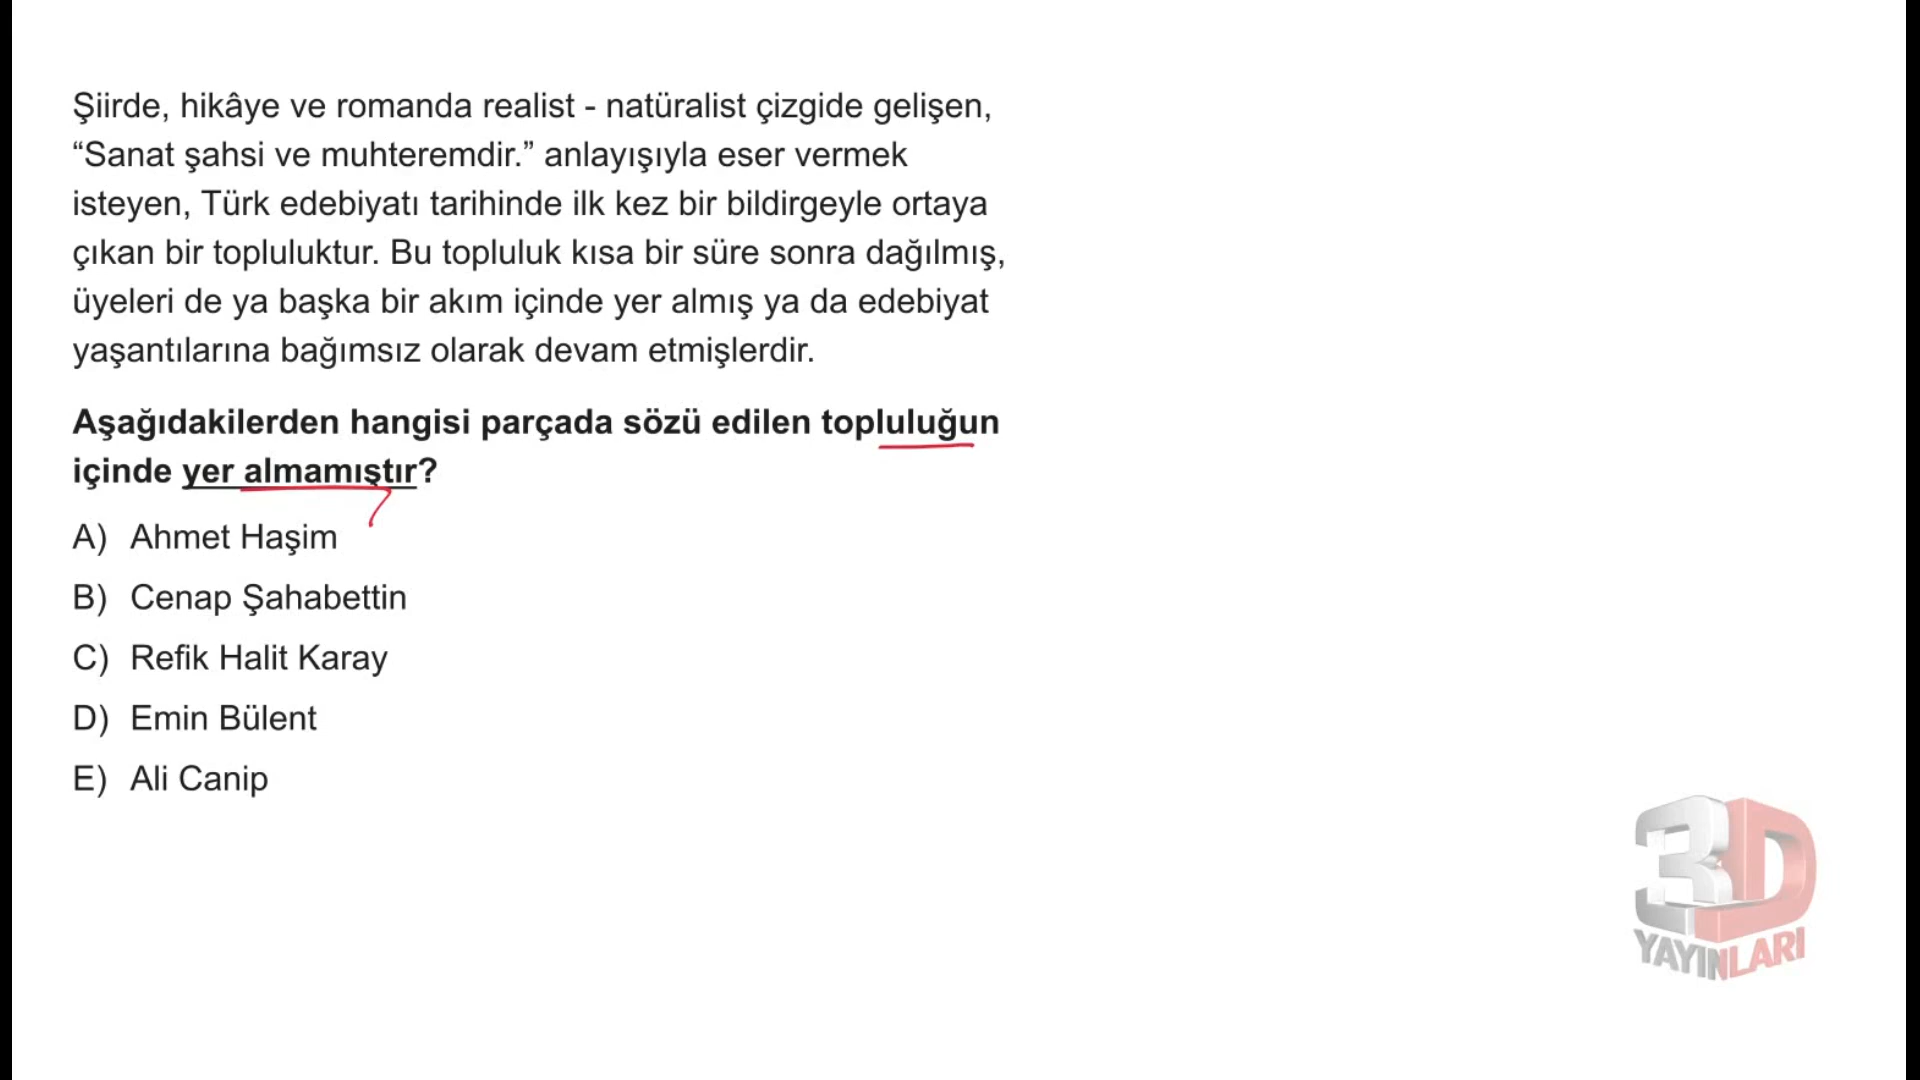 Şiirde, hikâye ve romanda realist - natüralist çizgide gelişen,
“Sanat şahsi ve muhteremdir.” anlayışıyla eser vermek
isteyen, Türk edebiyatı tarihinde ilk kez bir bildirgeyle ortaya
çıkan bir topluluktur. Bu topluluk kısa bir süre sonra dağılmış,
üyeleri de ya başka bir akım içinde yer almış ya da edebiyat
yaşantılarına bağımsız olarak devam etmişlerdir.
Aşağıdakilerden hangisi parçada sözü edilen topluluğun
içinde yer almamıştır?
A) Ahmet Haşim
B) Cenap Şahabettin
C) Refik Halit Karay
D) Emin Bülent
E) Ali Canip
3D
YAYINLARI